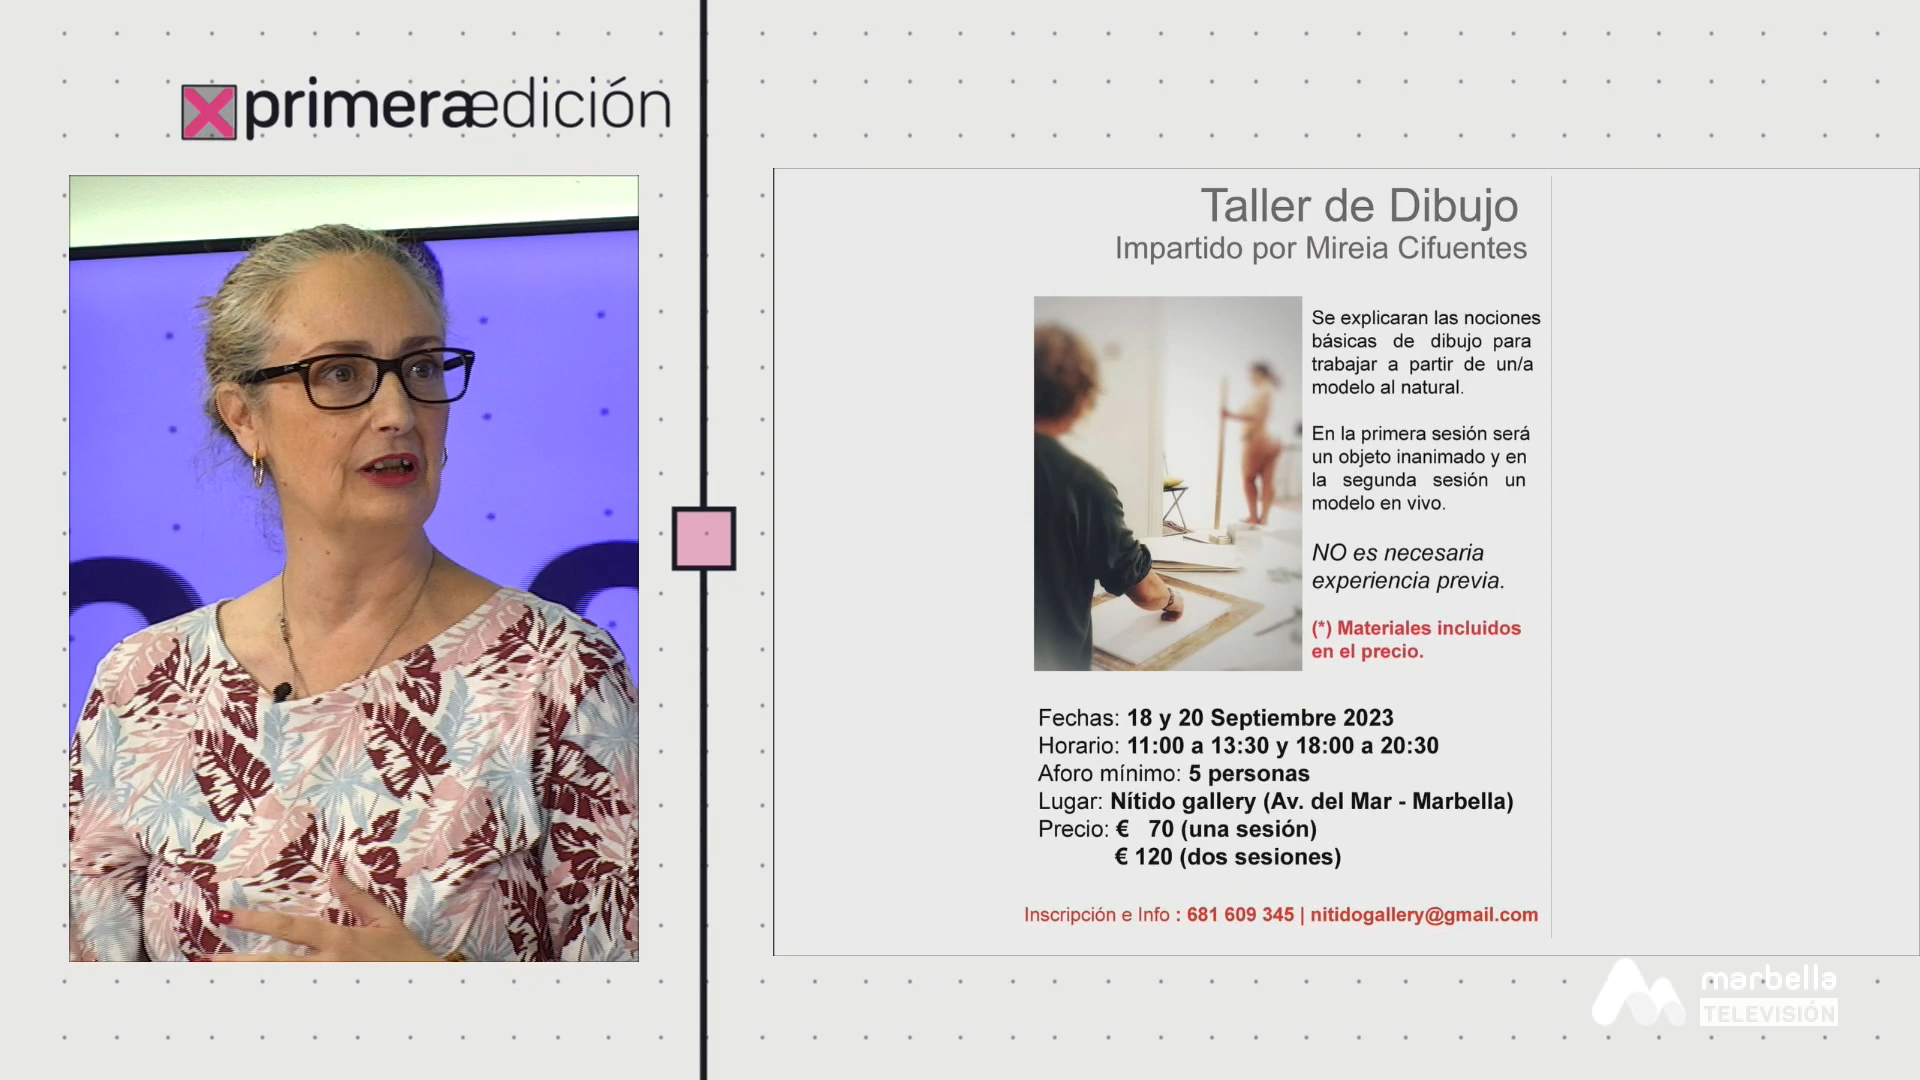 primeraedición
Taller de Dibujo
Impartido por Mireia Cifuentes
Se explicaran las nociones
básicas de dibujo para
trabajar a partir de un/a
modelo al natural.
En la primera sesión será
un objeto inanimado y en
la segunda sesión un
modelo en vivo.
NO es necesaria
experiencia previa.
(*) Materiales incluidos
en el precio.
Fechas: 18 y 20 Septiembre 2023
Horario: 11:00 a 13:30 y 18:00 a 20:30
Aforo mínimo: 5 personas
Lugar: Nítido gallery (Av. del Mar - Marbella)
Precio: € 70 (una sesión)
€ 120 (dos sesiones)
Inscripción e Info : 681 609 345 | nitidogallery@gmail.com
marbella
TELEVISIÓN